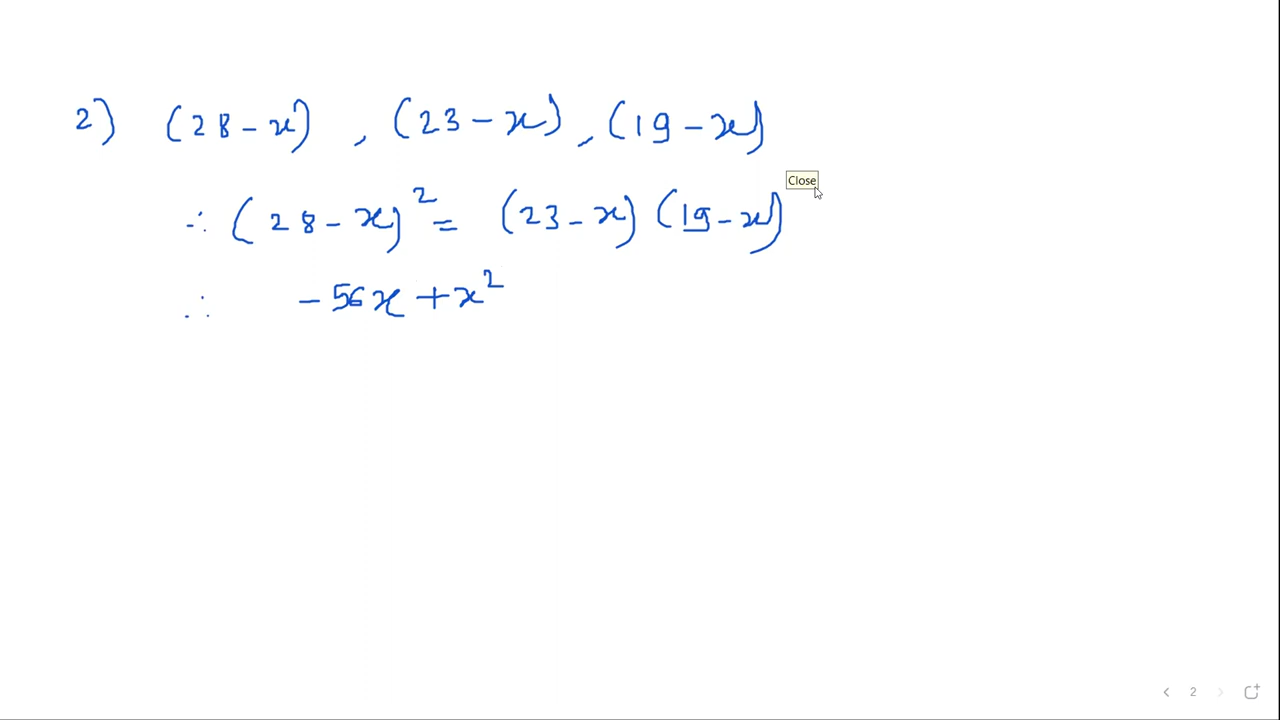 2) (28 - x) , (23 - x) , (19 - x)
Close
∴ (28 - x)² = (23 - x) (19 - x)
∴ - 56x + x²
2